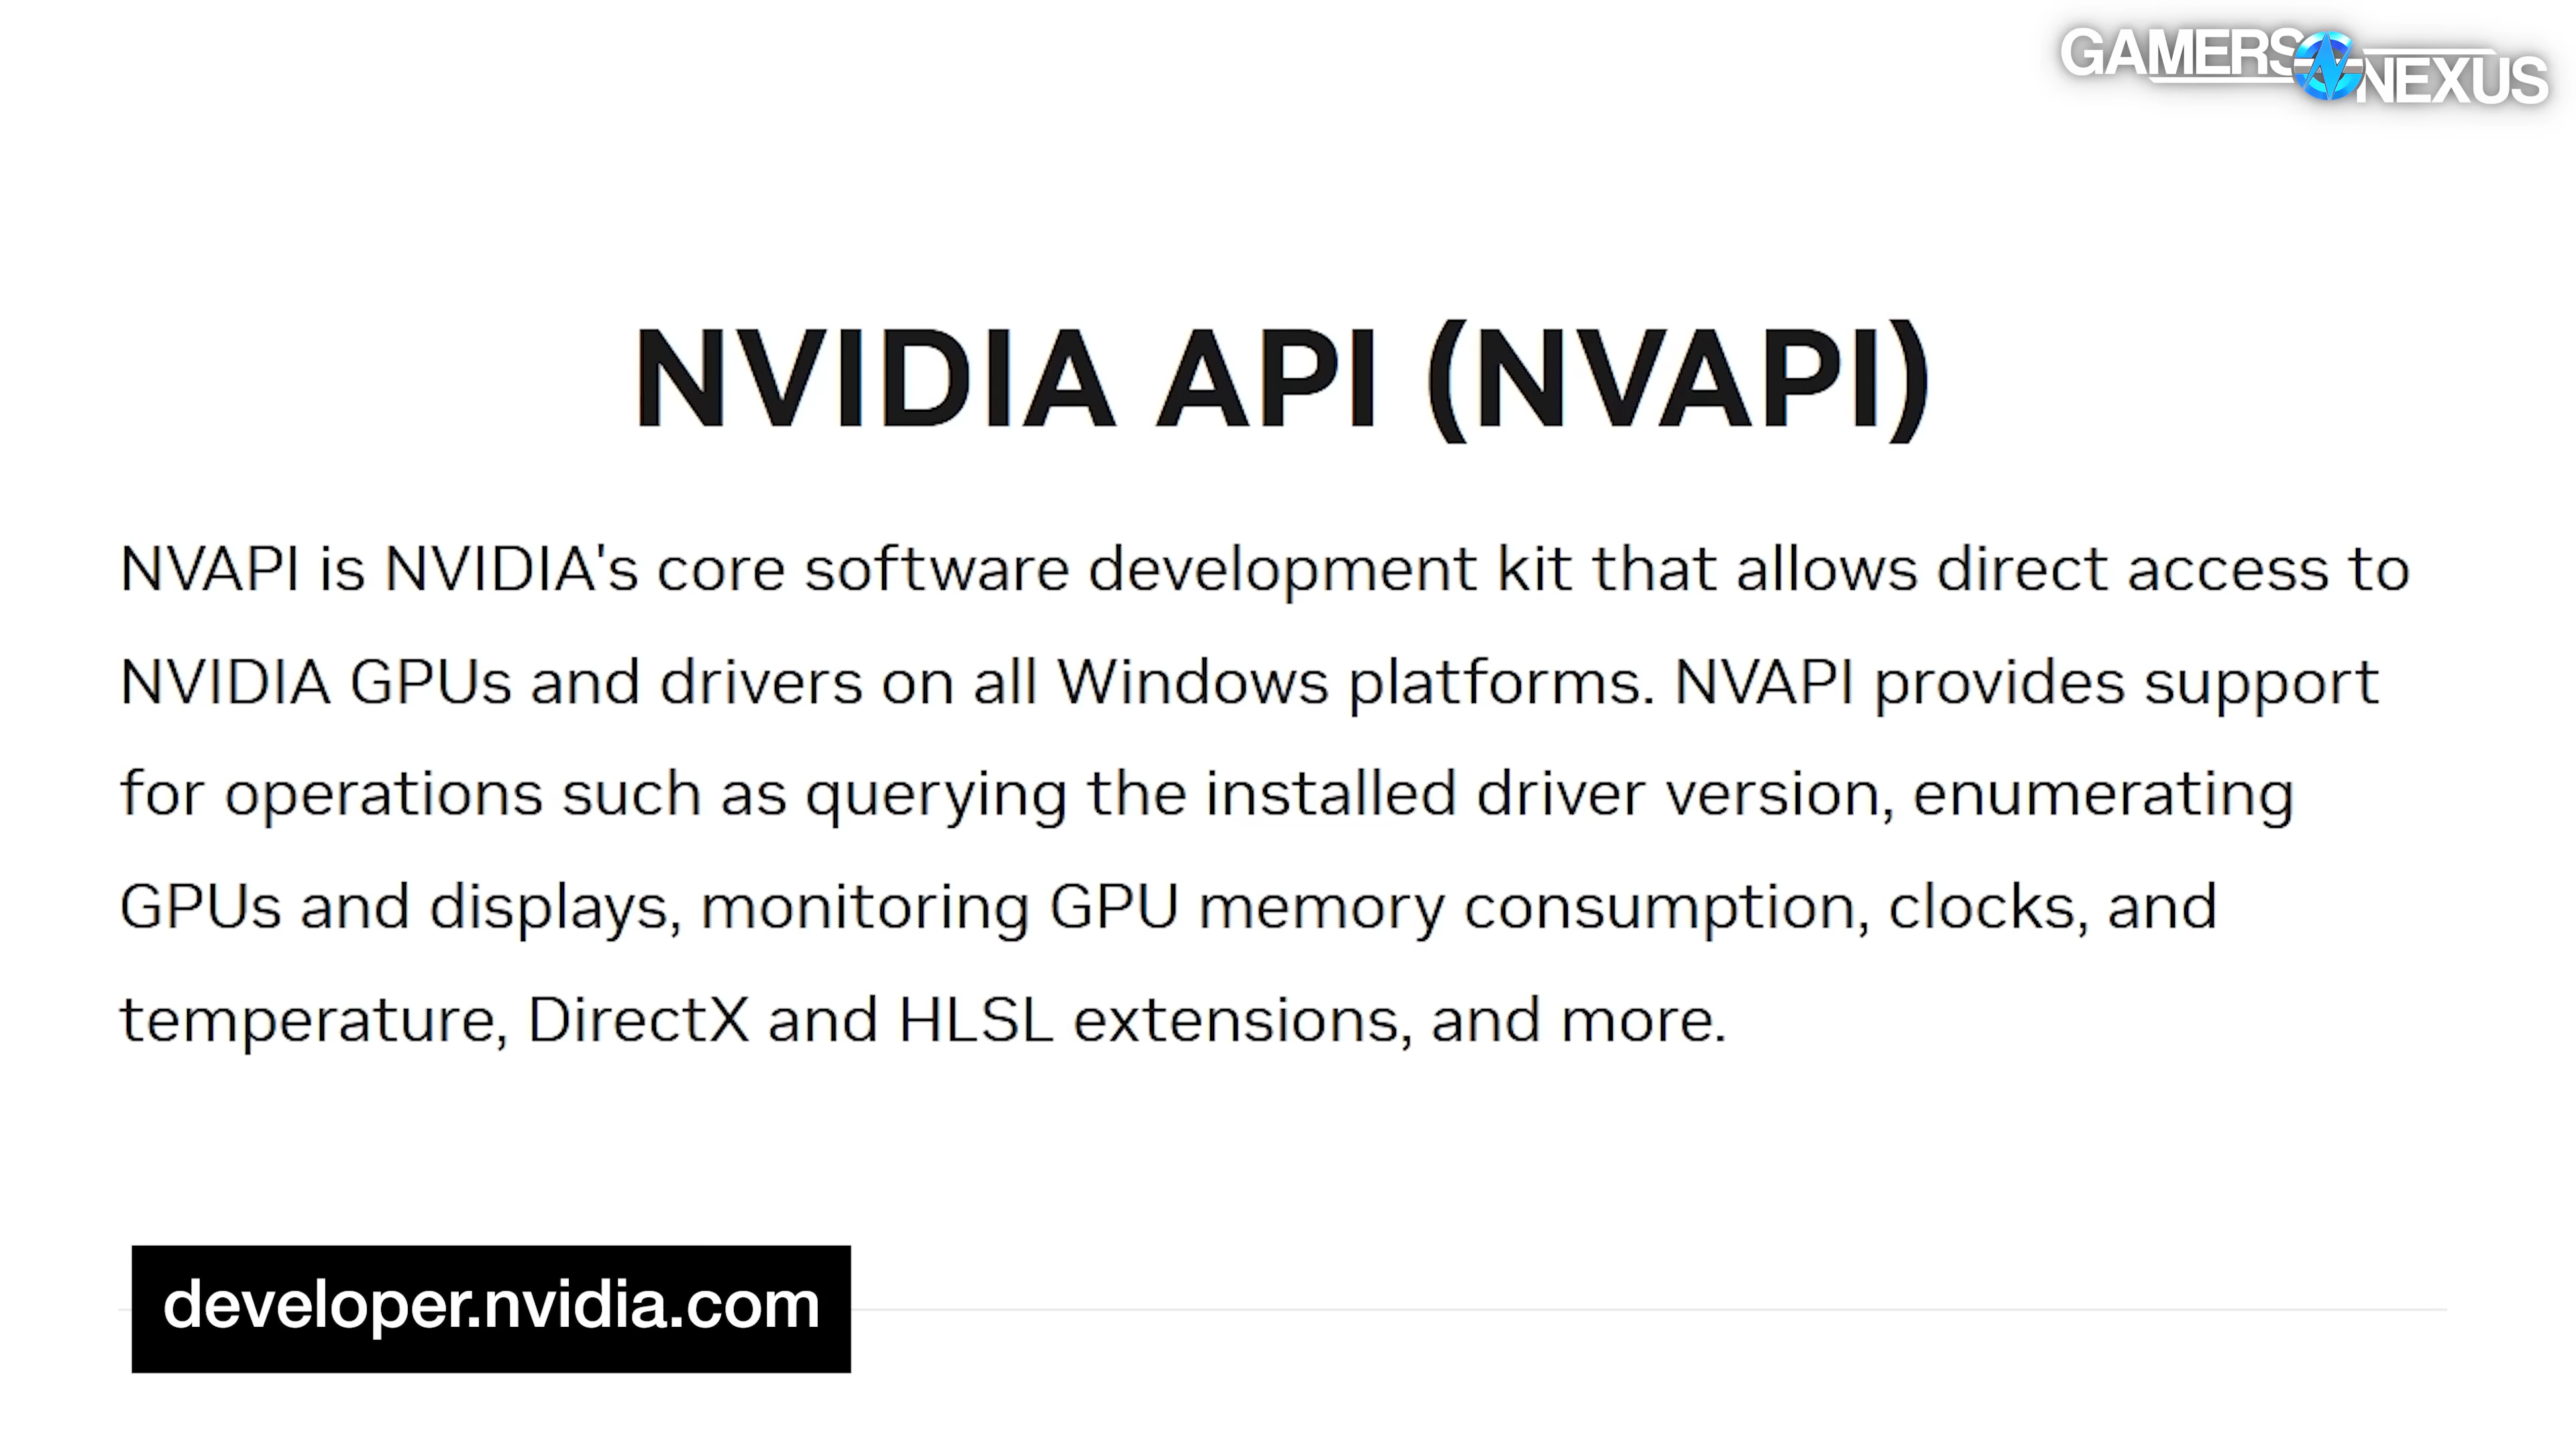 GAMERS NEXUS
NVIDIA API (NVAPI)
NVAPI is NVIDIA's core software development kit that allows direct access to
NVIDIA GPUs and drivers on all Windows platforms. NVAPI provides support
for operations such as querying the installed driver version, enumerating
GPUs and displays, monitoring GPU memory consumption, clocks, and
temperature, DirectX and HLSL extensions, and more.
developer.nvidia.com